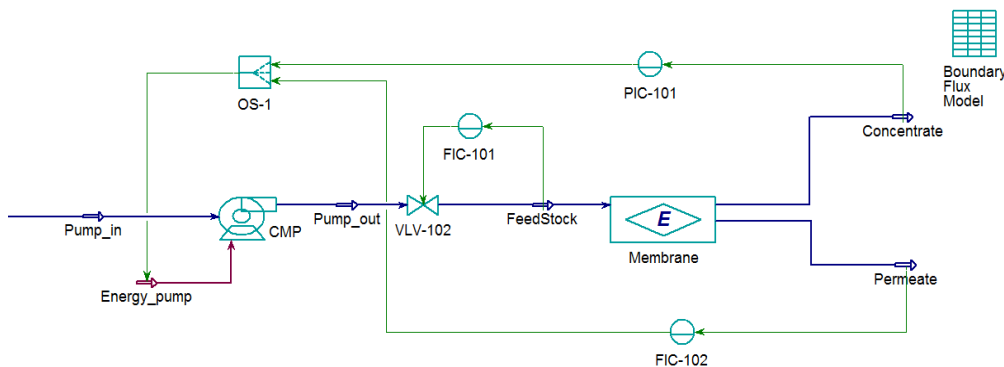 Boundary
Flux
Model
OS-1
PIC-101
Concentrate
FIC-101
Pump_in
CMP
Pump_out
VLV-102
FeedStock
E
Membrane
Energy_pump
Permeate
FIC-102